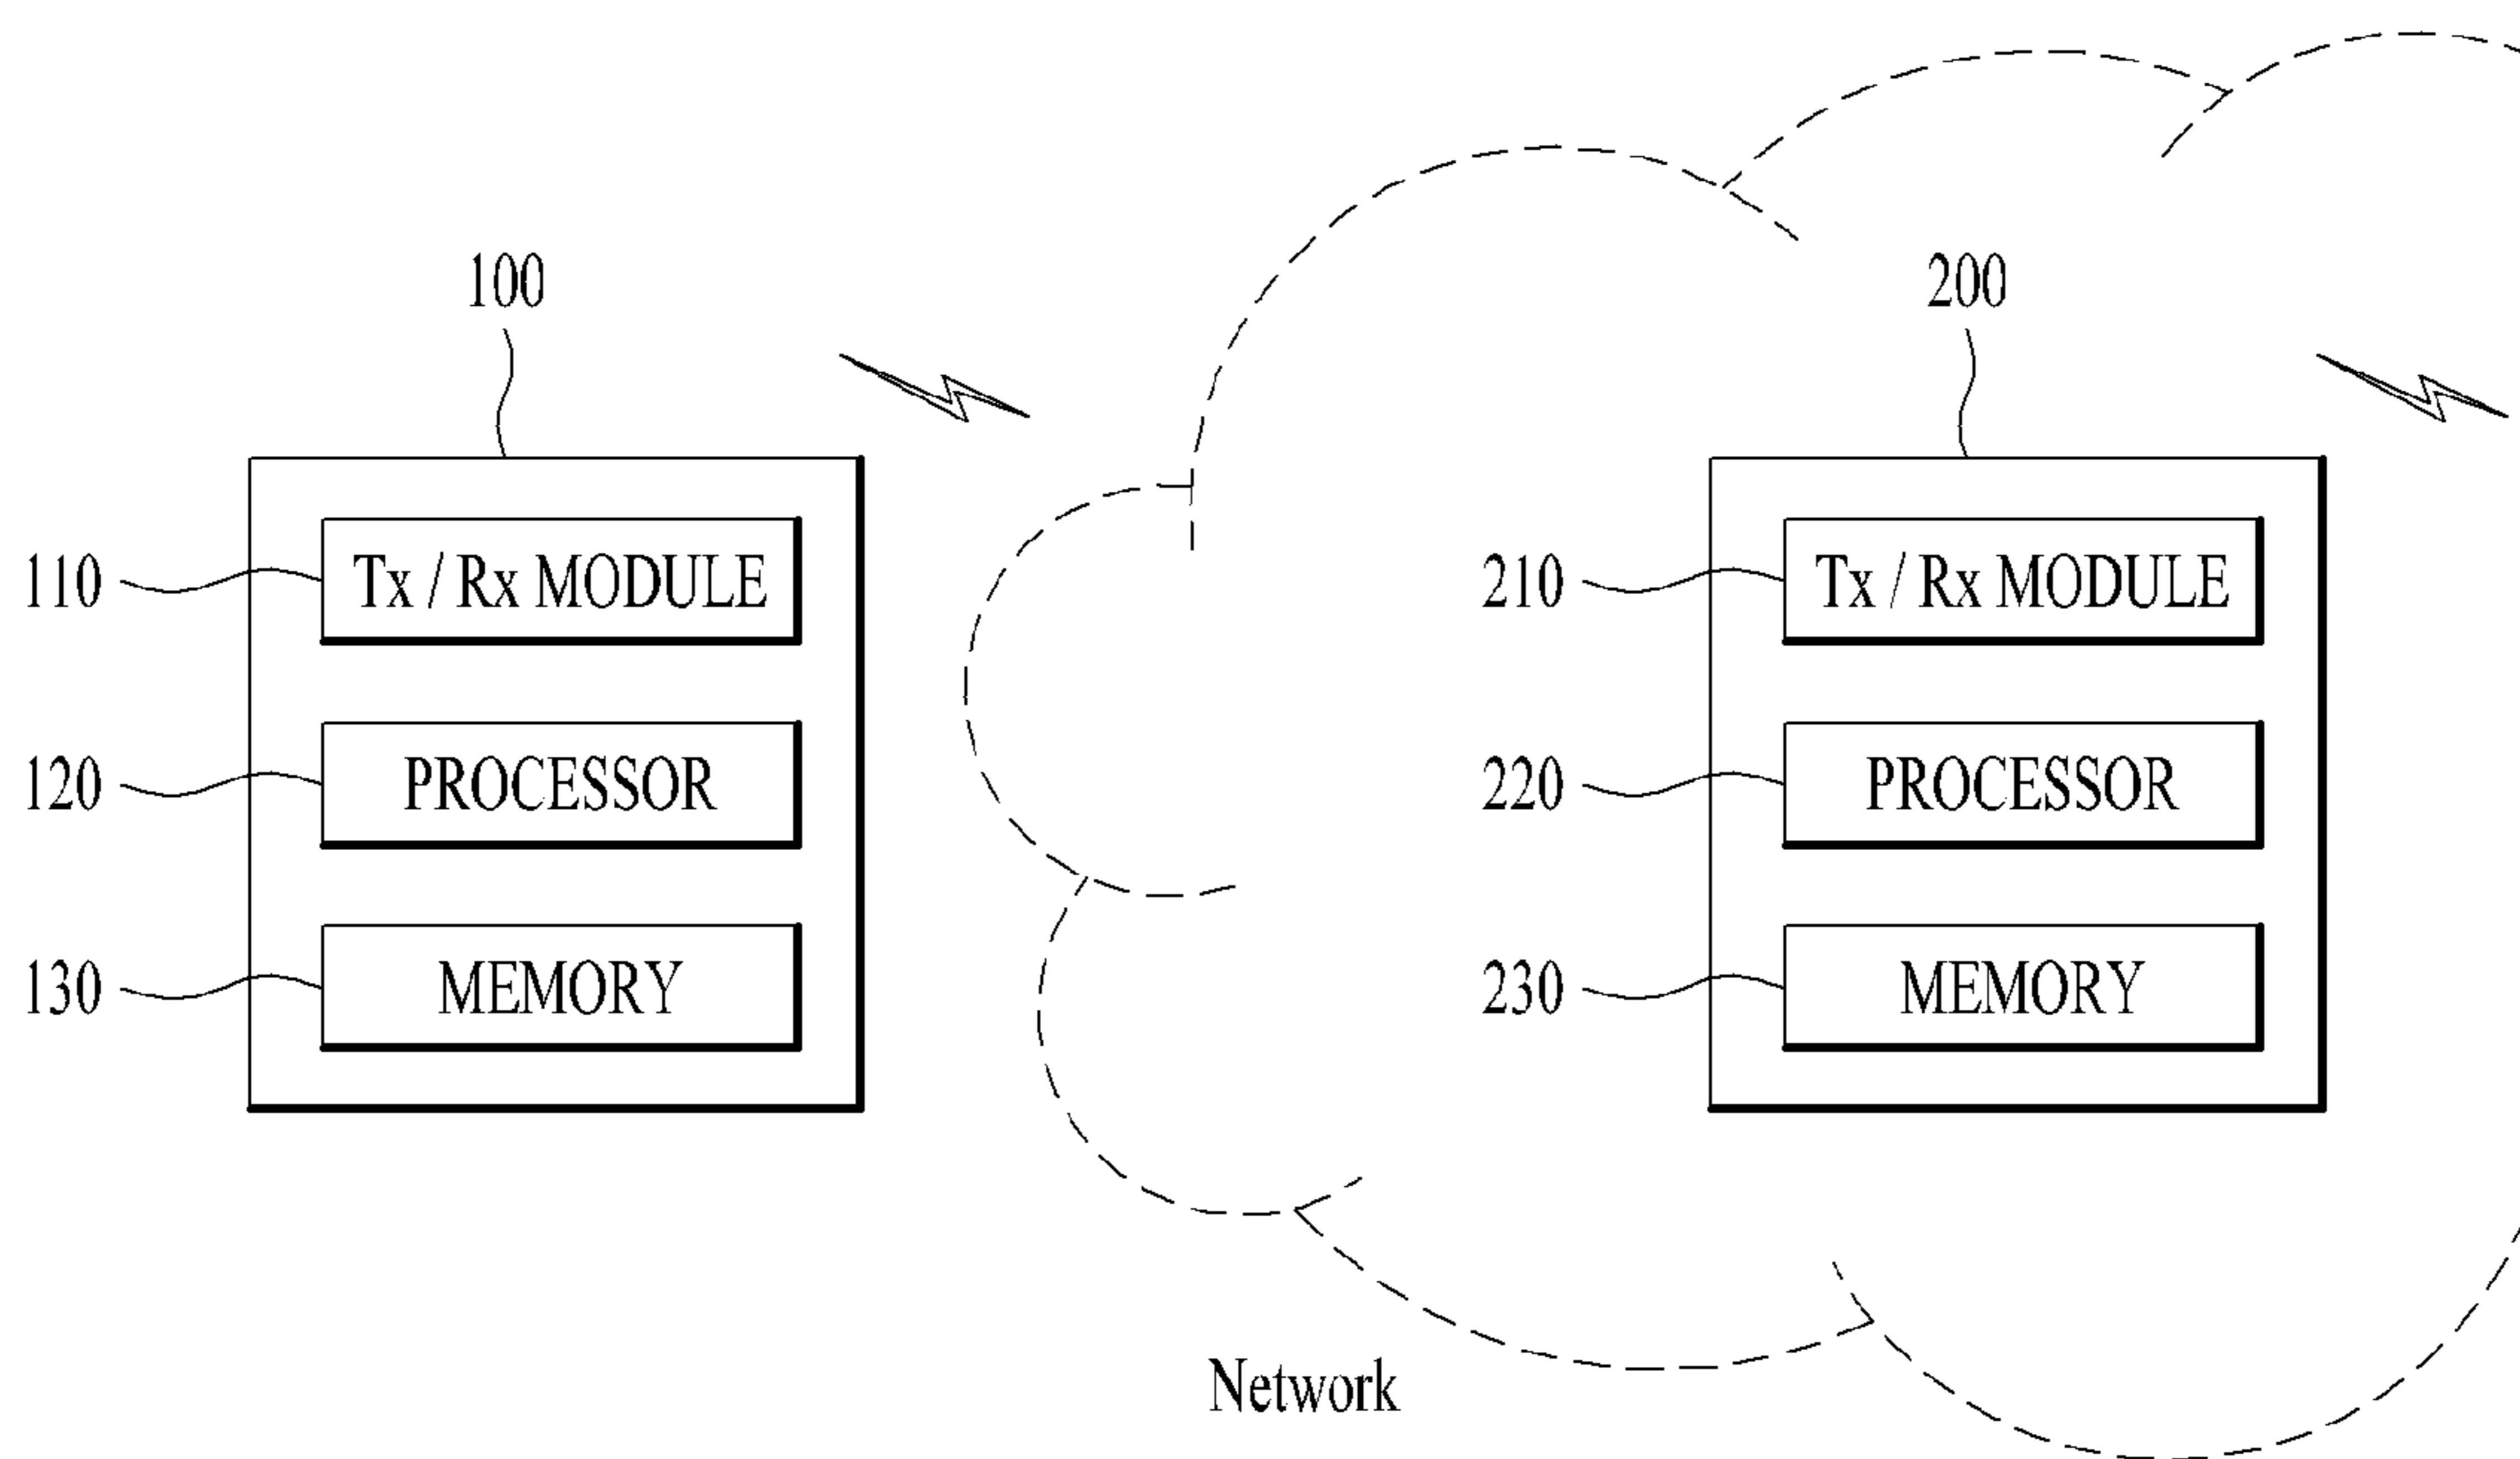 100
200
110
Tx / Rx MODULE
210
Tx / Rx MODULE
120
PROCESSOR
220
PROCESSOR
130
MEMORY
230
MEMORY
Network